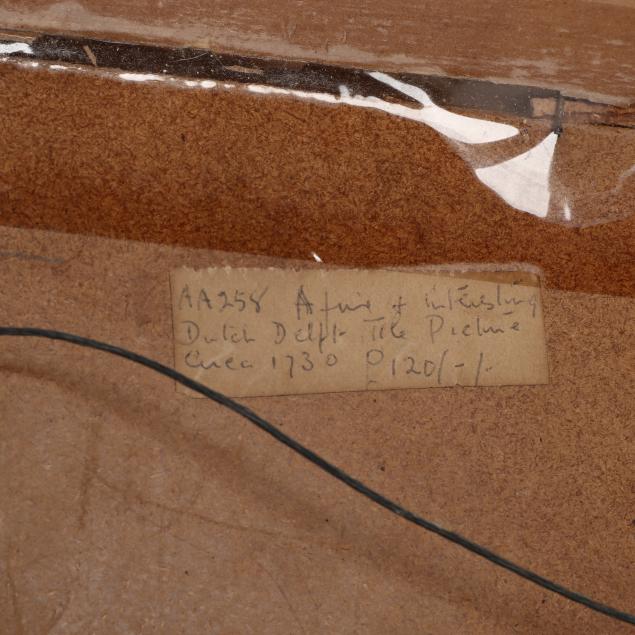 AA258 A fine & interesting
Dutch Delft Tile Picture
Circa 1730 £120/-/-